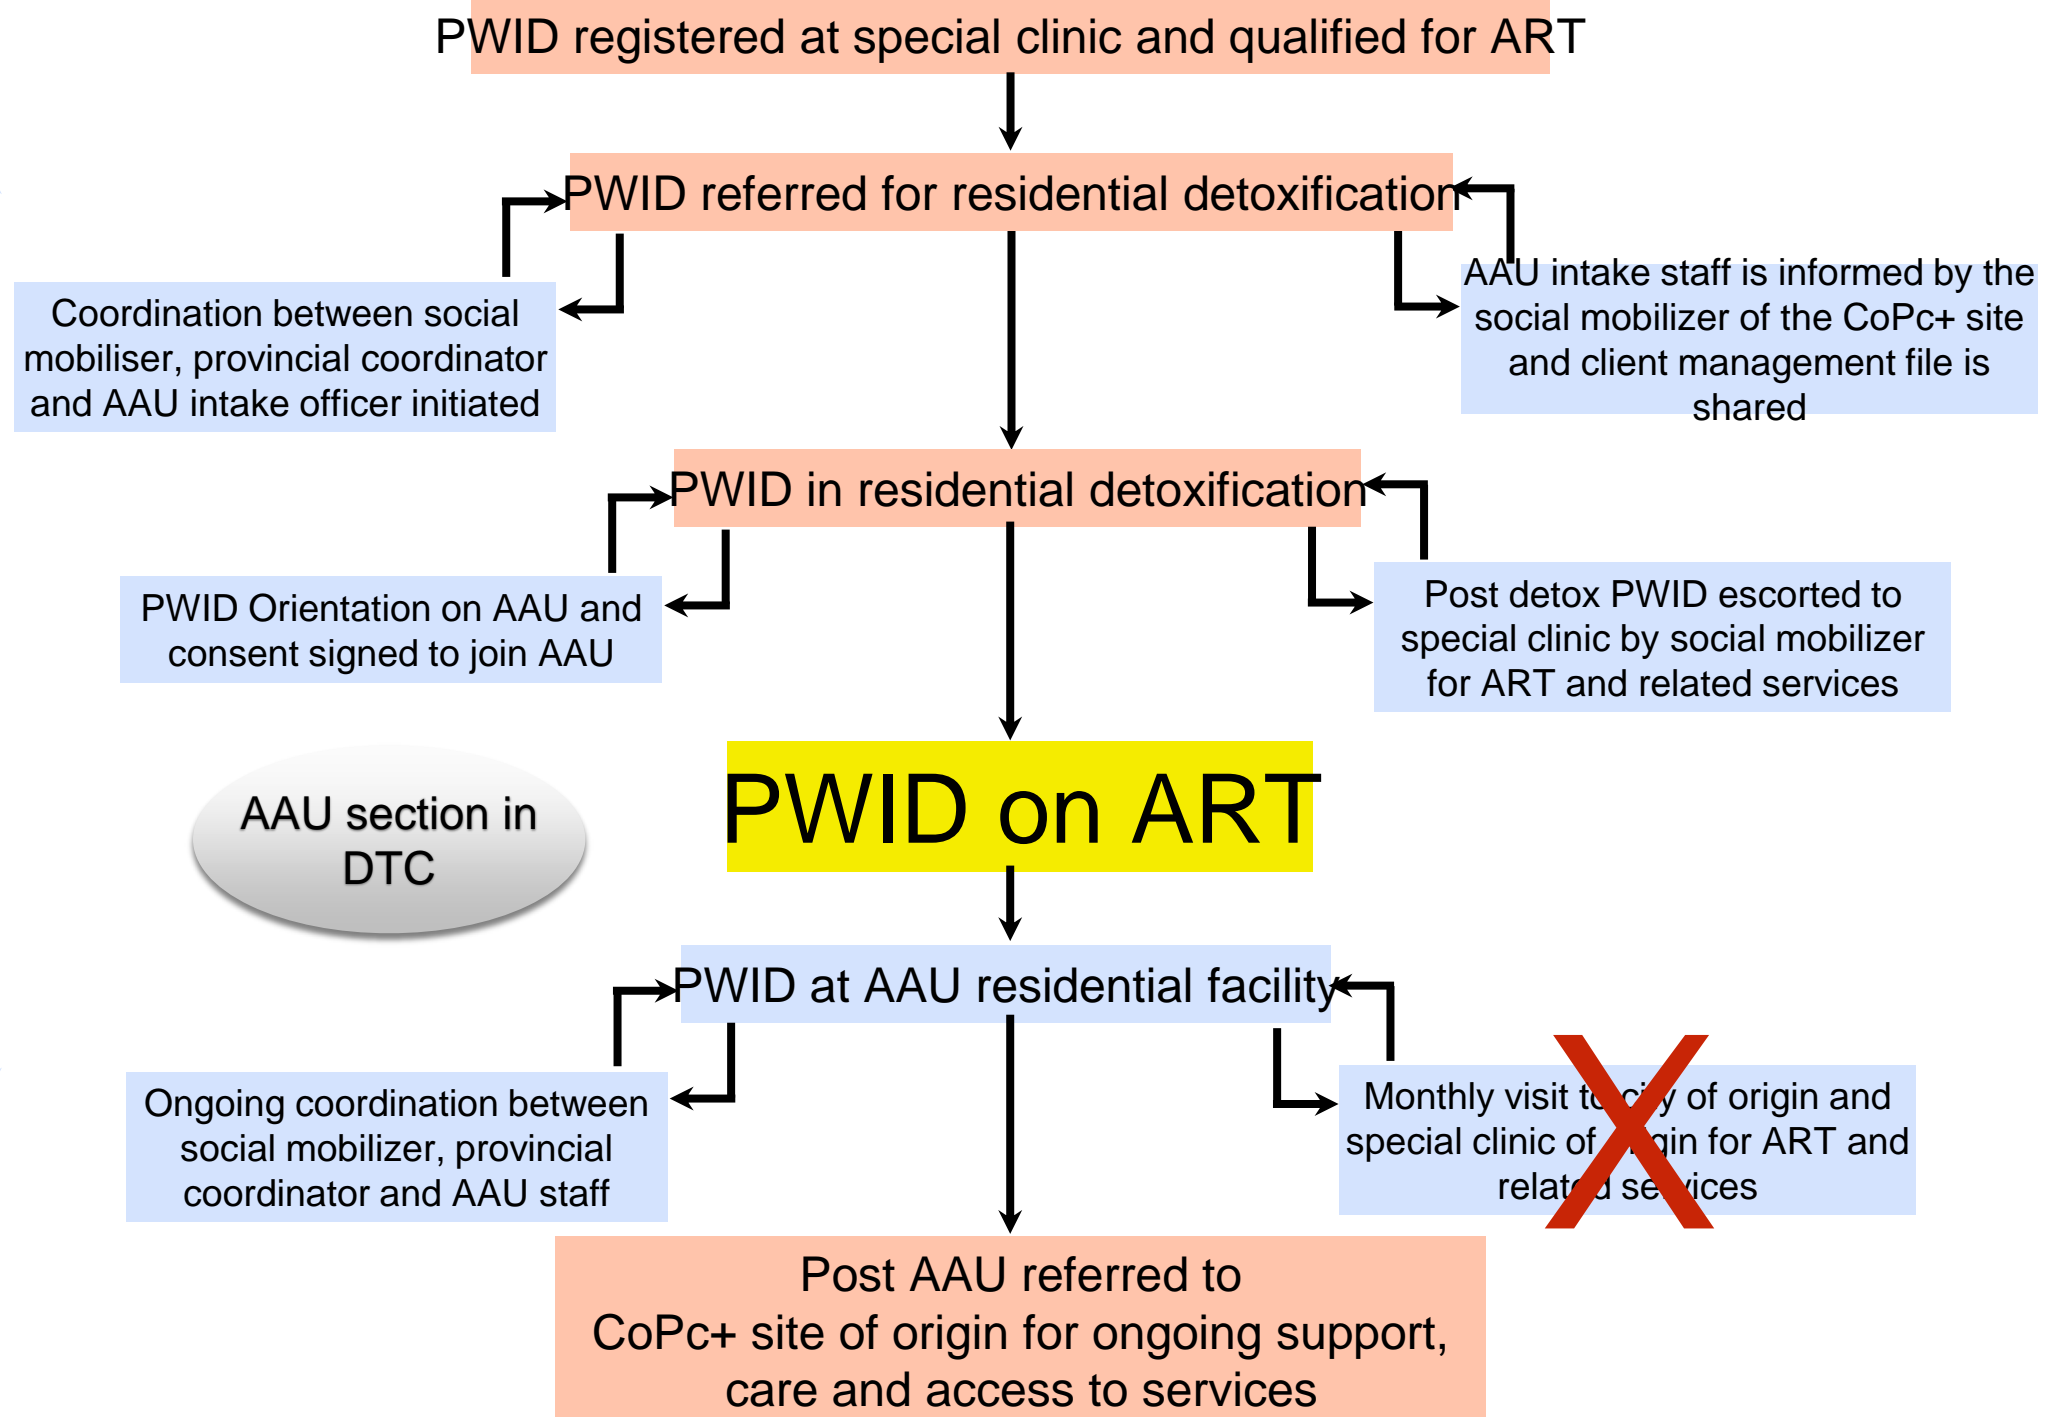 PWID registered at special clinic and qualified for ART
PWID referred for residential detoxification
Coordination between social
mobiliser, provincial coordinator
and AAU intake officer initiated
AAU intake staff is informed by the
social mobilizer of the CoPc+ site
and client management file is
shared
PWID in residential detoxification
PWID Orientation on AAU and
consent signed to join AAU
Post detox PWID escorted to
special clinic by social mobilizer
for ART and related services
AAU section in
DTC
PWID on ART
PWID at AAU residential facility
Ongoing coordination between
social mobilizer, provincial
coordinator and AAU staff
Monthly visit to city of origin and
special clinic of origin for ART and
related services
X
Post AAU referred to
CoPc+ site of origin for ongoing support,
care and access to services